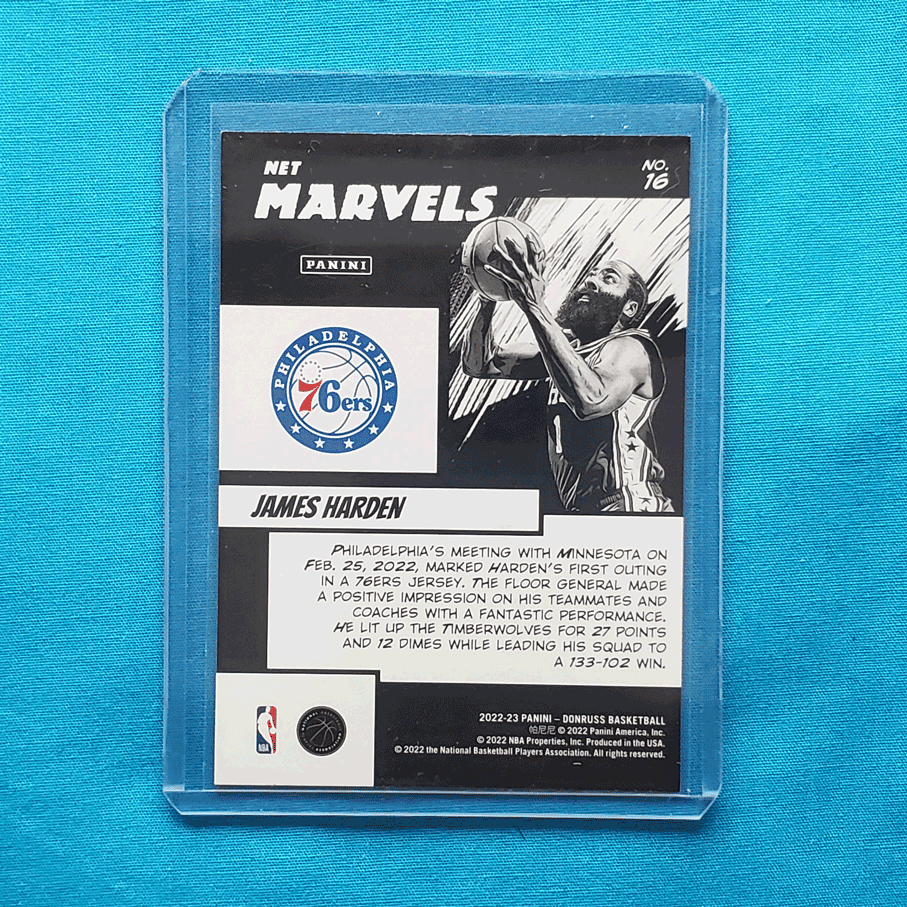 NET
MARVELS
NO.
16
PANINI
PHILADELPHIA
76ers
JAMES HARDEN
PHILADELPHIA'S MEETING WITH MINNESOTA ON
FEB. 25, 2022, MARKED HARDEN'S FIRST OUTING
IN A 76ERS JERSEY. THE FLOOR GENERAL MADE
A POSITIVE IMPRESSION ON HIS TEAMMATES AND
COACHES WITH A FANTASTIC PERFORMANCE.
HE LIT UP THE TIMBERWOLVES FOR 27 POINTS
AND 12 DIMES WHILE LEADING HIS SQUAD TO
A 133-102 WIN.
NBA
2022-23 PANINI – DONRUSS BASKETBALL
帕尼尼 © 2022 Panini America, Inc.
© 2022 NBA Properties, Inc. Produced in the USA.
© 2022 the National Basketball Players Association. All rights reserved.